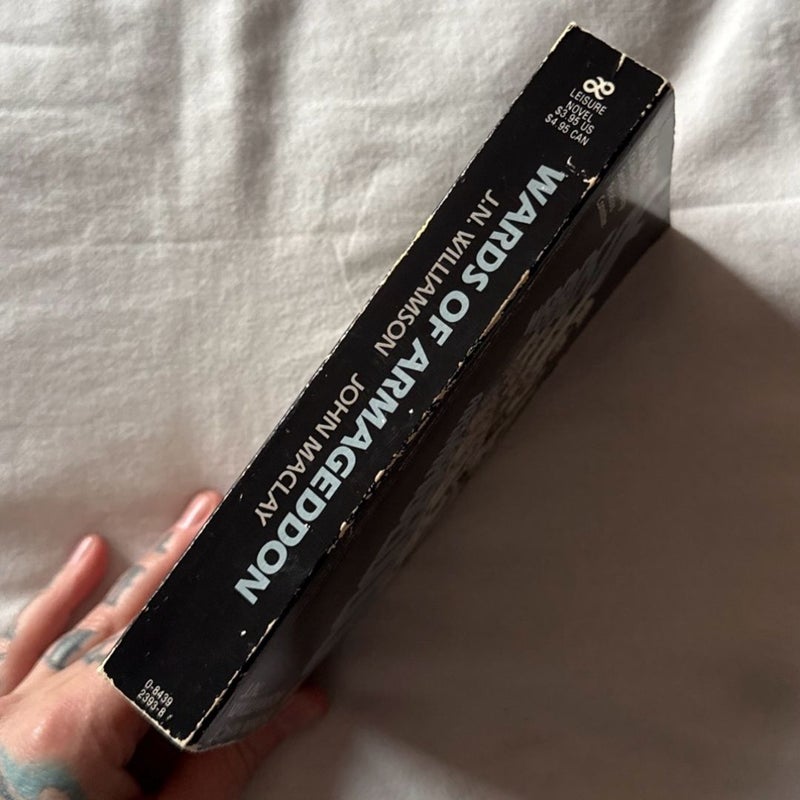 LEISURE
NOVEL
$3.95 US
$4.95 CAN
WARDS OF ARMAGEDDON
J.N. WILLIAMSON JOHN MACLAY
0-8439
2393-8